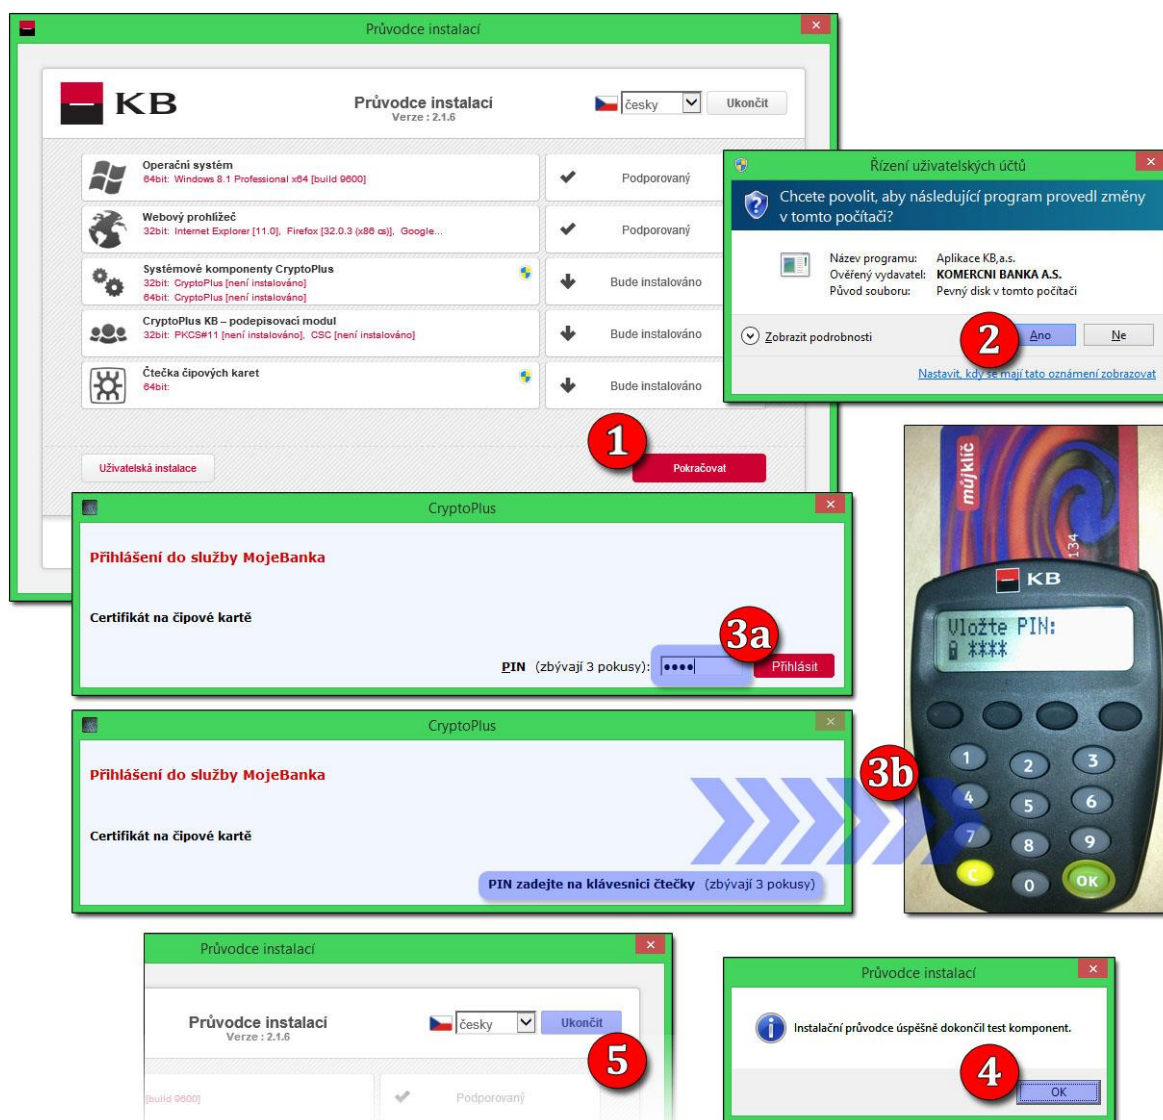 Průvodce instalací
KB
Průvodce instalací
Verze : 2.1.6
česky
Ukončit
Operační systém
64bit: Windows 8.1 Professional x64 [build 9600]
Podporovaný
Webový prohlížeč
32bit: Internet Explorer [11.0], Firefox [32.0.3 (x86 cs)], Google...
Podporovaný
Systémové komponenty CryptoPlus
32bit: CryptoPlus [není instalováno]
64bit: CryptoPlus [není instalováno]
Bude instalováno
CryptoPlus KB – podepisovací modul
32bit: PKCS#11 [není instalováno], CSC [není instalováno]
Bude instalováno
Čtečka čipových karet
64bit:
Bude instalováno
1
Uživatelská instalace
Pokračovat
Řízení uživatelských účtů
Chcete povolit, aby následující program provedl změny
v tomto počítači?
Název programu: Aplikace KB,a.s.
Ověřený vydavatel: KOMERCNI BANKA A.S.
Původ souboru: Pevný disk v tomto počítači
Zobrazit podrobnosti
2
Ano
Ne
Nastavit, kdy se mají tato oznámení zobrazovat
CryptoPlus
Přihlášení do služby MojeBanka
Certifikát na čipové kartě
3a
PIN (zbývají 3 pokusy):
Přihlásit
můjklíč
134
KB
Vložte PIN:
****
1 2 3
4 5 6
7 8 9
C 0 OK
CryptoPlus
Přihlášení do služby MojeBanka
3b
Certifikát na čipové kartě
PIN zadejte na klávesnici čtečky (zbývají 3 pokusy)
Průvodce instalací
Průvodce instalací
Verze : 2.1.6
česky
Ukončit
5
[build 9600]
Podporovaný
Průvodce instalací
Instalační průvodce úspěšně dokončil test komponent.
4
OK